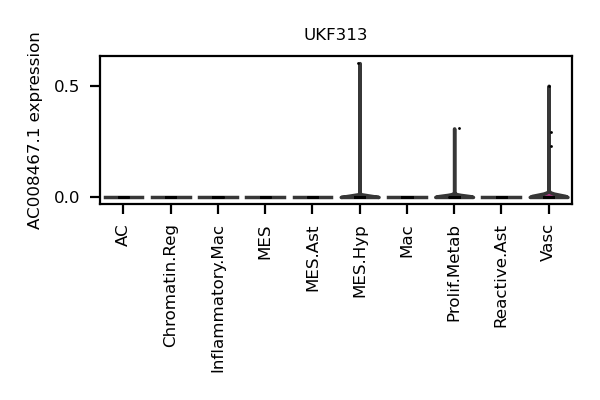 UKF313
AC008467.1 expression
0.5
0.0
AC
Chromatin.Reg
Inflammatory.Mac
MES
MES.Ast
MES.Hyp
Mac
Prolif.Metab
Reactive.Ast
Vasc